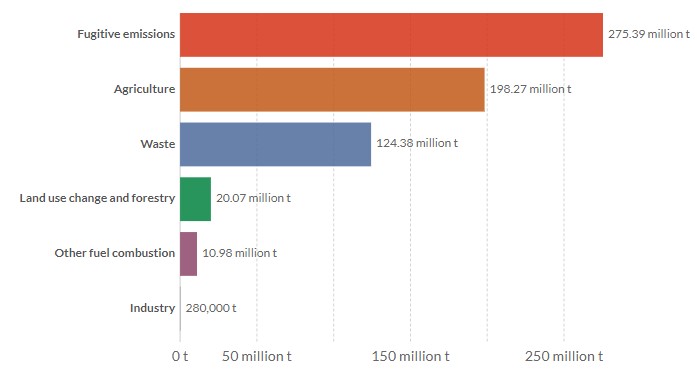 Fugitive emissions 275.39 million t
Agriculture 198.27 million t
Waste 124.38 million t
Land use change and forestry 20.07 million t
Other fuel combustion 10.98 million t
Industry 280,000 t
0 t 50 million t 150 million t 250 million t